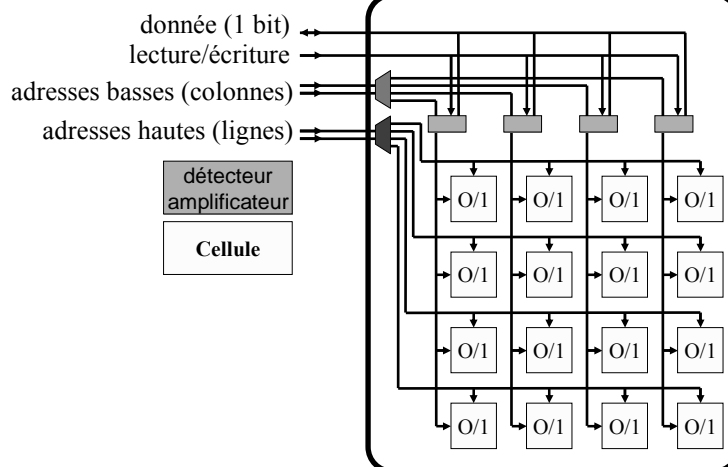 donnée (1 bit)
lecture/écriture
adresses basses (colonnes)
adresses hautes (lignes)
détecteur
amplificateur
Cellule
O/1 O/1 O/1 O/1
O/1 O/1 O/1 O/1
O/1 O/1 O/1 O/1
O/1 O/1 O/1 O/1